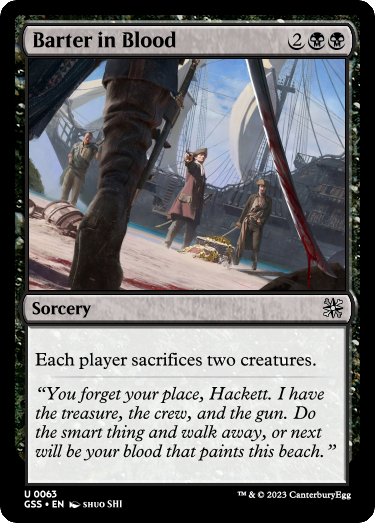 Barter in Blood 2
Sorcery
Each player sacrifices two creatures.
“You forget your place, Hackett. I have
the treasure, the crew, and the gun. Do
the smart thing and walk away, or next
will be your blood that paints this beach.”
U 0063
GSS • EN SHUO SHI
™ & © 2023 CanterburyEgg